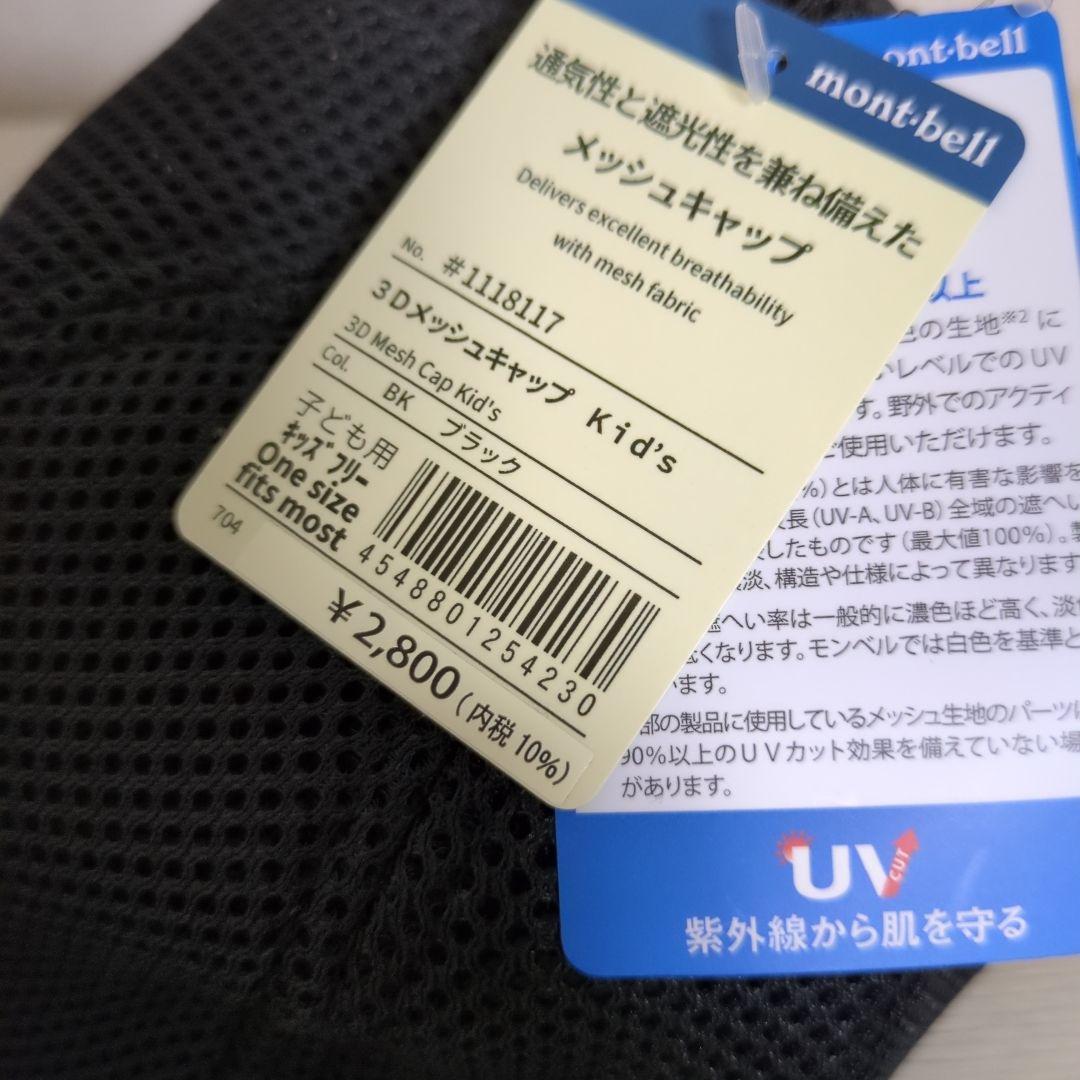 mont·bell
通気性と遮光性を兼ね備えた
メッシュキャップ
Delivers excellent breathability
with mesh fabric
No. #1118117
3Dメッシュキャップ Kid's
3D Mesh Cap Kid's
Col. BK ブラック
子ども用
キッズ フリー
One size
fits most
704
4548801254230
¥2,800(内税10%)
ont·bell
以上
色の生地※2に
レベルでのUV
す。野外でのアクティ
ご使用いただけます。
%)とは人体に有害な影響を
長(UV-A、UV-B)全域の遮へい
したものです(最大値100%)。製
淡、構造や仕様によって異なります
遮へい率は一般的に濃色ほど高く、淡
くなります。モンベルでは白色を基準と
います。
部の製品に使用しているメッシュ生地のパーツに
90%以上のUVカット効果を備えていない場
があります。
UV CUT
紫外線から肌を守る